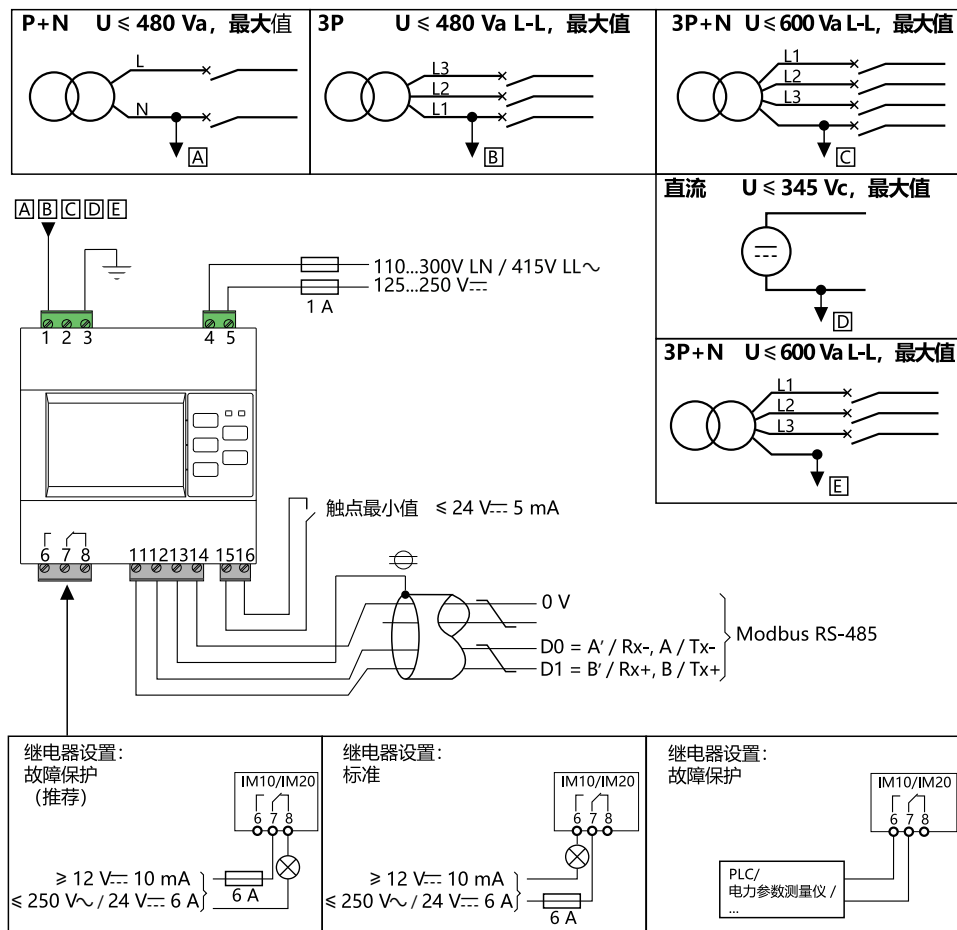 P+N U ≤ 480 Va, 最大值
L
N
A
3P U ≤ 480 Va L-L, 最大值
L3
L2
L1
B
3P+N U ≤ 600 Va L-L, 最大值
L1
L2
L3
C
直流 U ≤ 345 Vc, 最大值
D
3P+N U ≤ 600 Va L-L, 最大值
L1
L2
L3
E
A B C D E
110...300V LN / 415V LL~
125...250 V⎓
1 A
1 2 3
4 5
6 7 8
11 12 13 14
15 16
触点最小值 ≤ 24 V⎓ 5 mA
0 V
D0 = A' / Rx-, A / Tx-
D1 = B' / Rx+, B / Tx+
Modbus RS-485
继电器设置：
故障保护
（推荐）
IM10/IM20
6 7 8
≥ 12 V⎓ 10 mA
≤ 250 V~ / 24 V⎓ 6 A
6 A
继电器设置：
标准
IM10/IM20
6 7 8
≥ 12 V⎓ 10 mA
≤ 250 V~ / 24 V⎓ 6 A
6 A
继电器设置：
故障保护
IM10/IM20
6 7 8
PLC/
电力参数测量仪 /
...